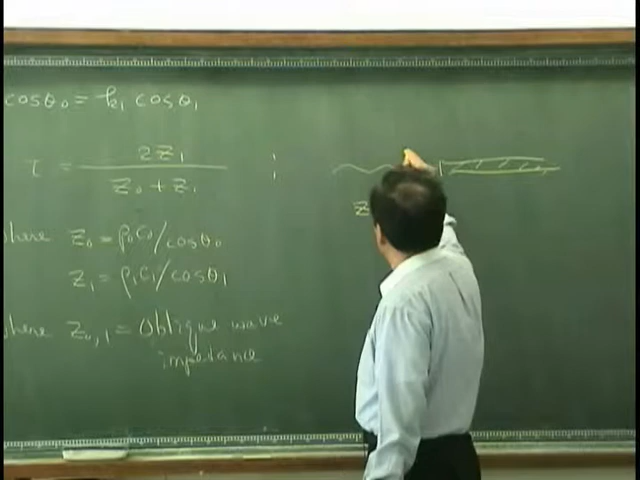 cosθ₀ = k₁ cosθ₁
τ = 2z₁ / z₀ + z₁ ;
where z₀ = ρ₀c₀/cosθ₀
z₁ = ρ₁c₁/cosθ₁
where z₀,₁ = Oblique wave
impedance
z